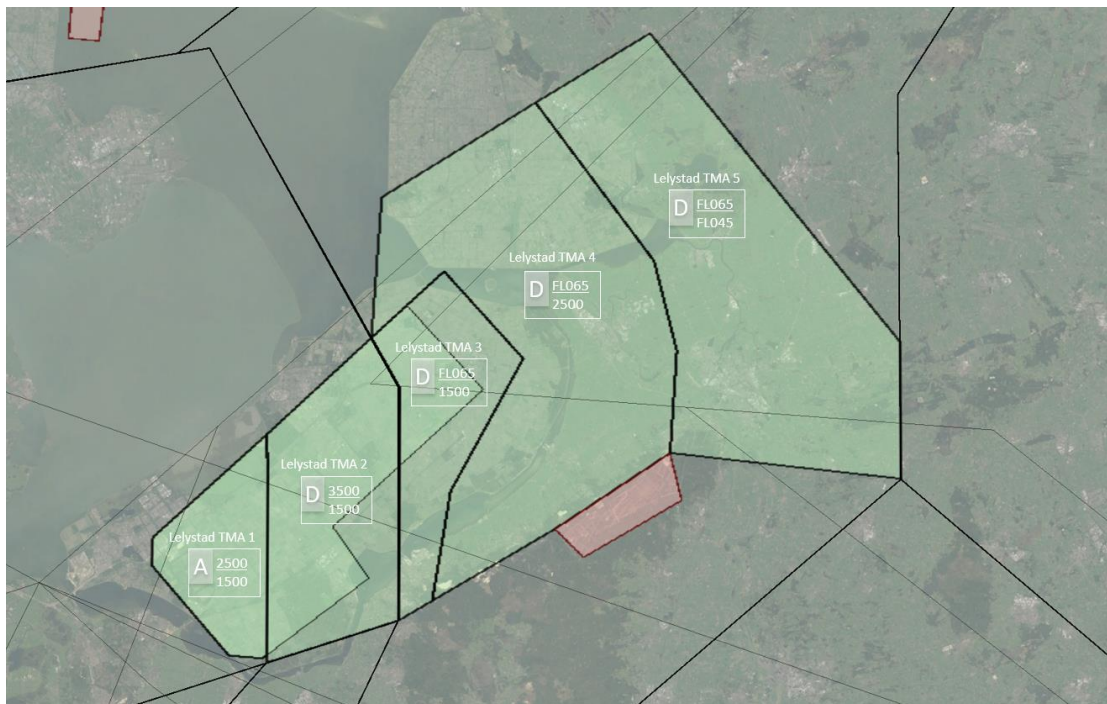 Lelystad TMA 5
D FL065
FL045
Lelystad TMA 4
D FL065
2500
Lelystad TMA 3
D FL065
1500
Lelystad TMA 2
D 3500
1500
Lelystad TMA 1
A 2500
1500